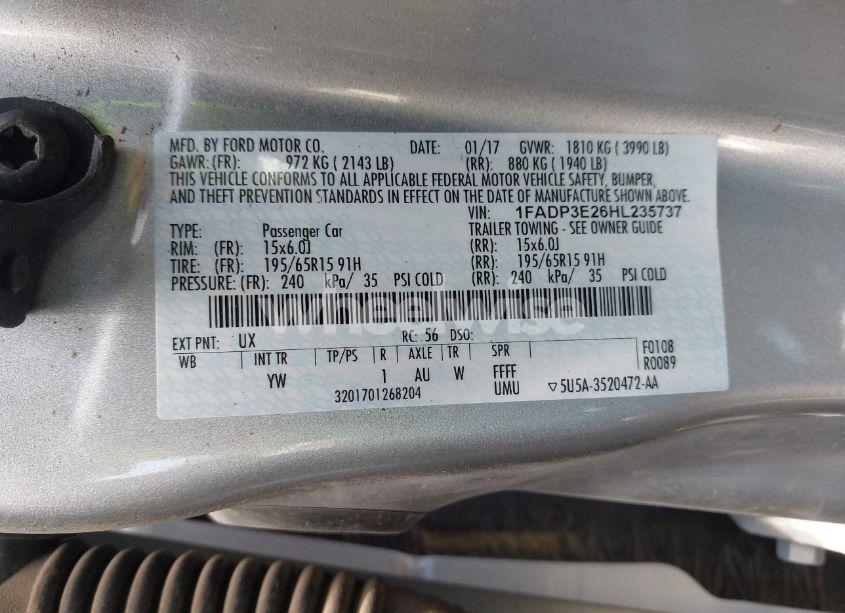 MFD. BY FORD MOTOR CO. DATE: 01/17 GVWR: 1810 KG ( 3990 LB)
GAWR: (FR): 972 KG ( 2143 LB) (RR): 880 KG ( 1940 LB)
THIS VEHICLE CONFORMS TO ALL APPLICABLE FEDERAL MOTOR VEHICLE SAFETY, BUMPER,
AND THEFT PREVENTION STANDARDS IN EFFECT ON THE DATE OF MANUFACTURE SHOWN ABOVE.
VIN: 1FADP3E26HL235737
TYPE: Passenger Car TRAILER TOWING - SEE OWNER GUIDE
RIM: (FR): 15x6.0J (RR): 15x6.0J
TIRE: (FR): 195/65R15 91H (RR): 195/65R15 91H
PRESSURE: (FR): 240 kPa/ 35 PSI COLD (RR): 240 kPa/ 35 PSI COLD
wheelwise
EXT PNT: UX RC: 56 DSO:
WB INT TR TP/PS R AXLE TR SPR F0108
YW 1 AU W FFFF R0089
3201701268204 UMU ▽5U5A-3520472-AA